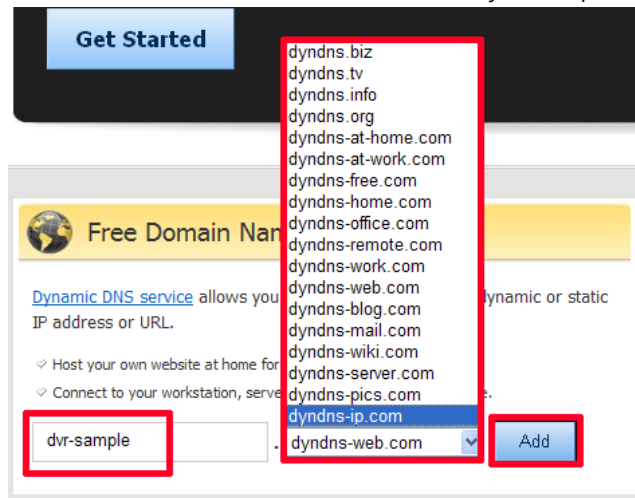 Get Started
dyndns.biz
dyndns.tv
dyndns.info
dyndns.org
dyndns-at-home.com
dyndns-at-work.com
dyndns-free.com
dyndns-home.com
dyndns-office.com
dyndns-remote.com
dyndns-work.com
dyndns-web.com
dyndns-blog.com
dyndns-mail.com
dyndns-wiki.com
dyndns-server.com
dyndns-pics.com
dyndns-ip.com
Free Domain
Dynamic DNS service allows you
or static
IP address or URL.
Host your own website at home for
Connect to your workstation,
dvr-sample . dyndns-web.com Add